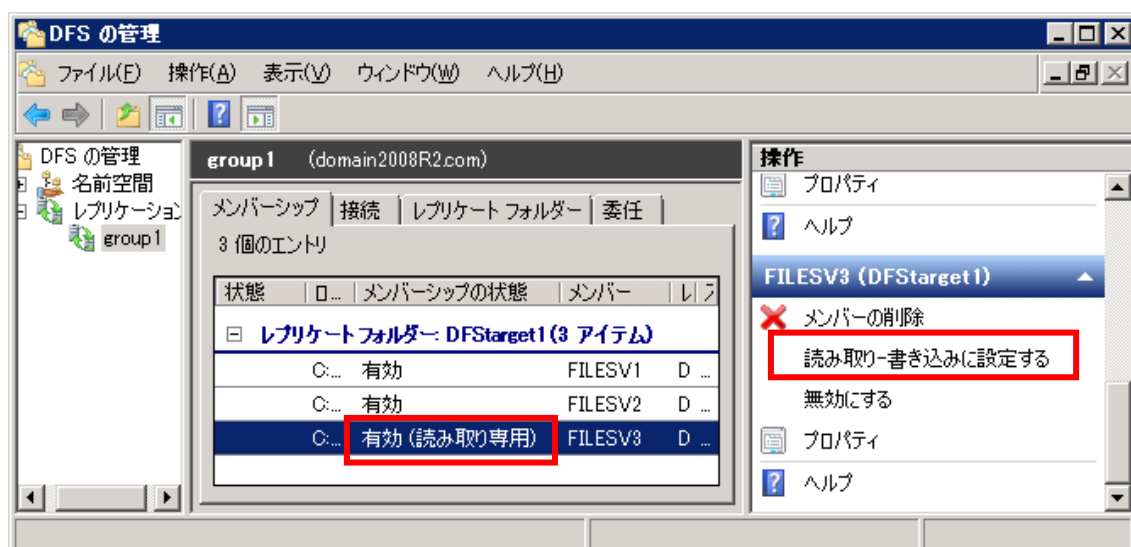 DFS の管理
ファイル(F) 操作(A) 表示(V) ウィンドウ(W) ヘルプ(H)
DFS の管理
名前空間
レプリケーション
group1
group1 (domain2008R2.com)
メンバーシップ 接続 レプリケート フォルダー 委任
3 個のエントリ
状態 ロ... メンバーシップの状態 メンバー レ フ
レプリケート フォルダー: DFStarget1 (3 アイテム)
C:... 有効 FILESV1 D ...
C:... 有効 FILESV2 D ...
C:... 有効 (読み取り専用) FILESV3 D ...
操作
プロパティ
ヘルプ
FILESV3 (DFStarget1)
メンバーの削除
読み取り-書き込みに設定する
無効にする
プロパティ
ヘルプ